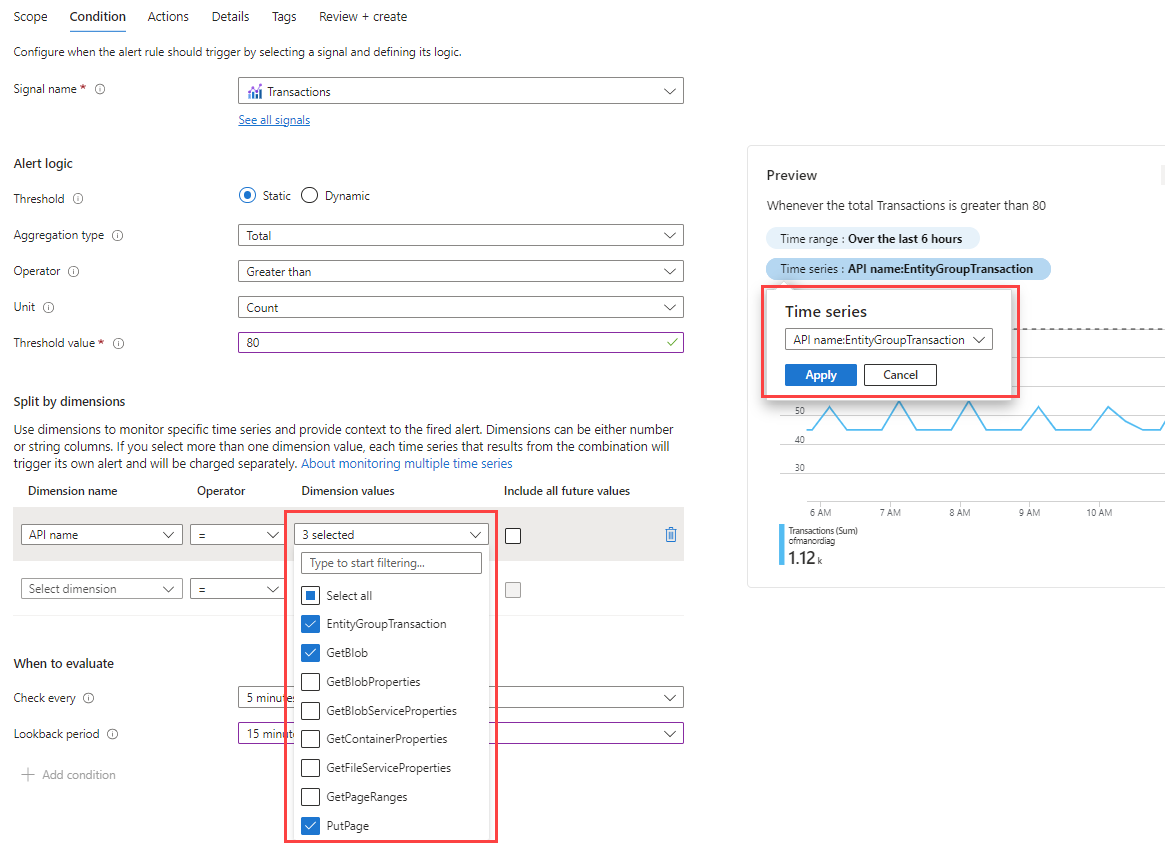 Scope Condition Actions Details Tags Review + create
Configure when the alert rule should trigger by selecting a signal and defining its logic.
Signal name *
Transactions
See all signals
Alert logic
Threshold
Static Dynamic
Aggregation type
Total
Operator
Greater than
Unit
Count
Threshold value *
80
Split by dimensions
Use dimensions to monitor specific time series and provide context to the fired alert. Dimensions can be either number
or string columns. If you select more than one dimension value, each time series that results from the combination will
trigger its own alert and will be charged separately. About monitoring multiple time series
Dimension name Operator Dimension values Include all future values
API name = 3 selected
Type to start filtering...
Select dimension =
Select all
EntityGroupTransaction
GetBlob
GetBlobProperties
GetBlobServiceProperties
GetContainerProperties
GetFileServiceProperties
GetPageRanges
PutPage
When to evaluate
Check every
5 minutes
Lookback period
15 minut
Add condition
Preview
Whenever the total Transactions is greater than 80
Time range : Over the last 6 hours
Time series : API name:EntityGroupTransaction
Time series
API name:EntityGroupTransaction
Apply Cancel
50
40
30
6 AM 7 AM 8 AM 9 AM 10 AM
Transactions (Sum)
ofmanordiag
1.12 k